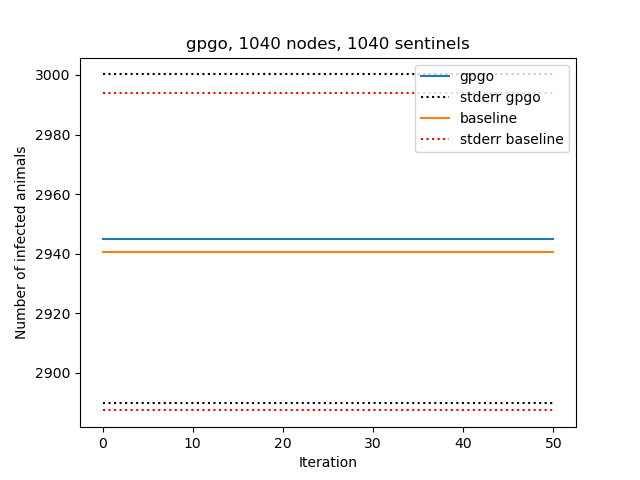 gpgo, 1040 nodes, 1040 sentinels
3000
2980
2960
2940
2920
2900
Number of infected animals
gpgo
stderr gpgo
baseline
stderr baseline
0 10 20 30 40 50
Iteration